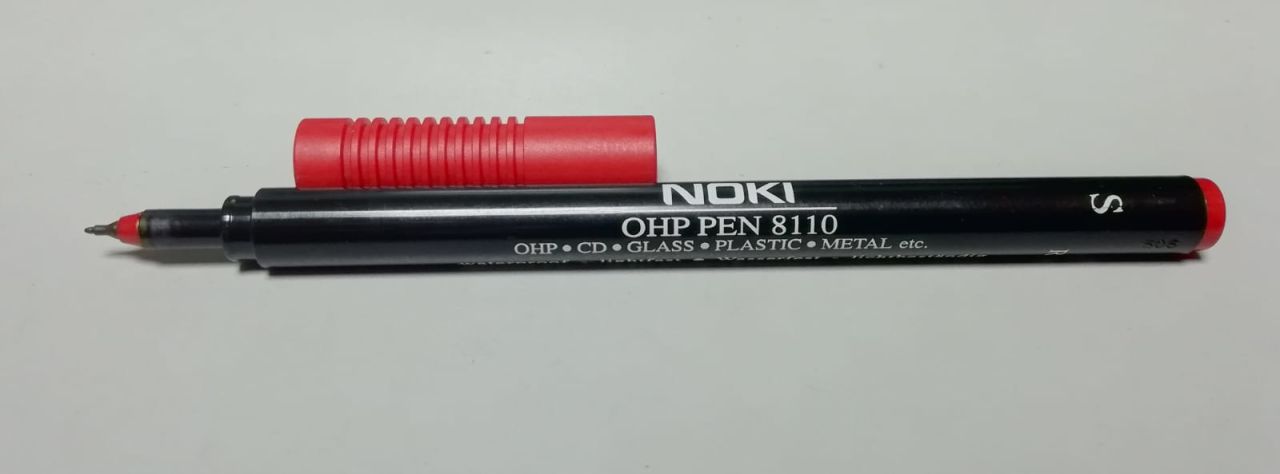 NOKI
OHP PEN 8110
OHP • CD • GLASS • PLASTIC • METAL etc.
S